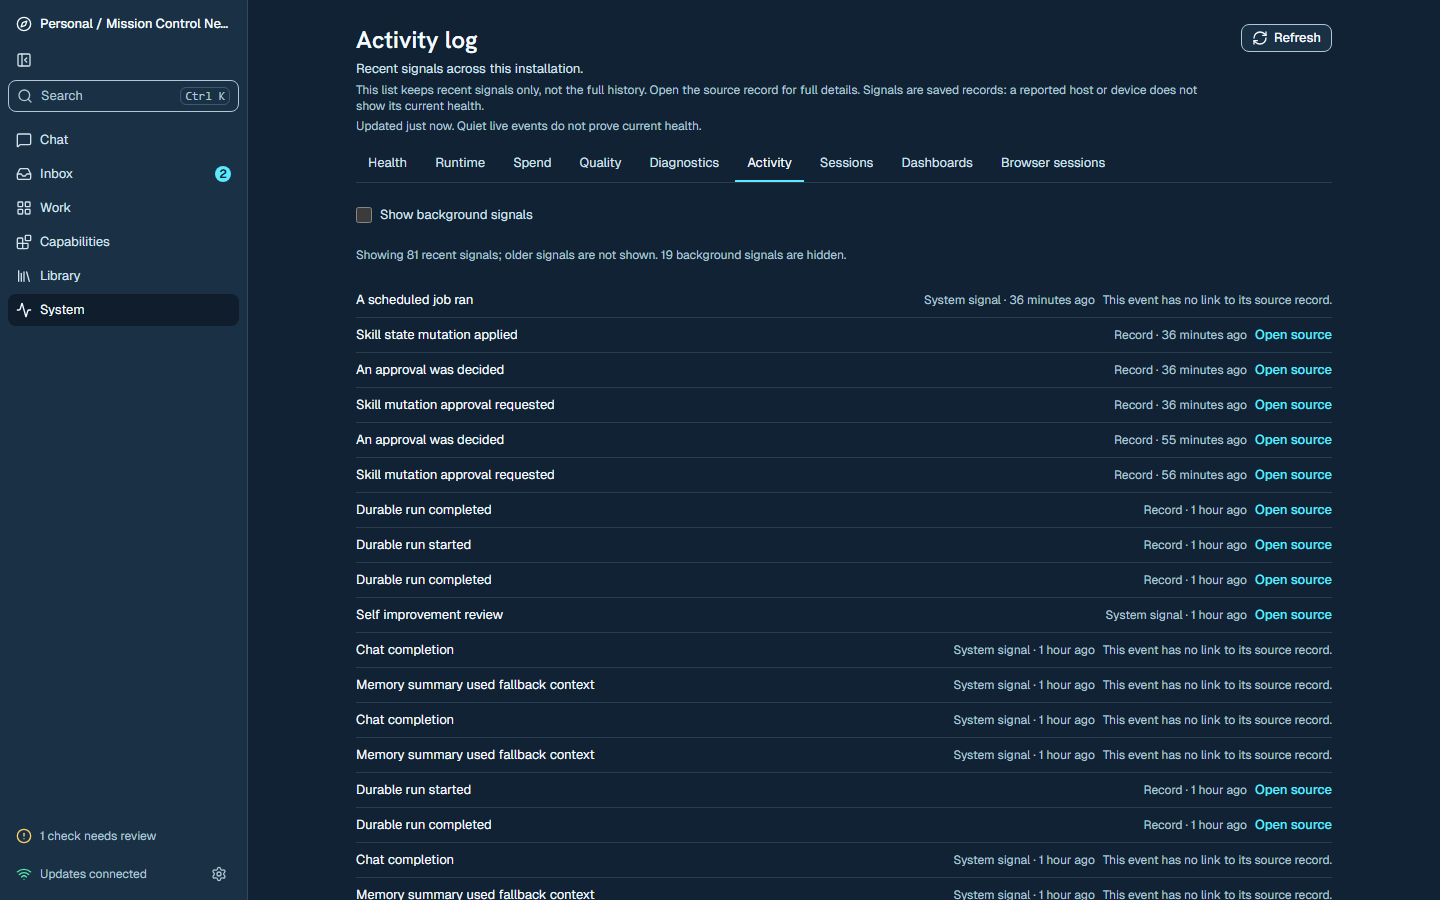 Personal / Mission Control Ne...
Search
Ctrl K
Chat
Inbox
2
Work
Capabilities
Library
System
1 check needs review
Updates connected
Activity log
Refresh
Recent signals across this installation.
This list keeps recent signals only, not the full history. Open the source record for full details. Signals are saved records: a reported host or device does not
show its current health.
Updated just now. Quiet live events do not prove current health.
Health
Runtime
Spend
Quality
Diagnostics
Activity
Sessions
Dashboards
Browser sessions
Show background signals
Showing 81 recent signals; older signals are not shown. 19 background signals are hidden.
A scheduled job ran System signal · 36 minutes ago This event has no link to its source record.
Skill state mutation applied Record · 36 minutes ago Open source
An approval was decided Record · 36 minutes ago Open source
Skill mutation approval requested Record · 36 minutes ago Open source
An approval was decided Record · 55 minutes ago Open source
Skill mutation approval requested Record · 56 minutes ago Open source
Durable run completed Record · 1 hour ago Open source
Durable run started Record · 1 hour ago Open source
Durable run completed Record · 1 hour ago Open source
Self improvement review System signal · 1 hour ago Open source
Chat completion System signal · 1 hour ago This event has no link to its source record.
Memory summary used fallback context System signal · 1 hour ago This event has no link to its source record.
Chat completion System signal · 1 hour ago This event has no link to its source record.
Memory summary used fallback context System signal · 1 hour ago This event has no link to its source record.
Durable run started Record · 1 hour ago Open source
Durable run completed Record · 1 hour ago Open source
Chat completion System signal · 1 hour ago This event has no link to its source record.
Memory summary used fallback context System signal · 1 hour ago This event has no link to its source record.